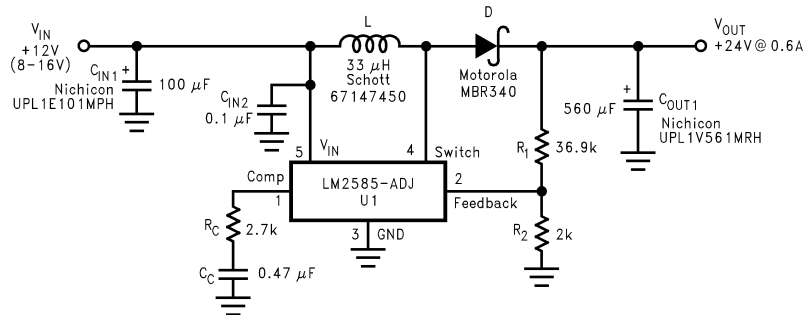 V_IN
+12V
(8-16V)
C_IN1 +
Nichicon
UPL1E101MPH
100 μF
C_IN2
0.1 μF
L
33 μH
Schott
67147450
D
Motorola
MBR340
V_OUT
+24V @ 0.6A
560 μF
+
C_OUT1
Nichicon
UPL1V561MRH
R_1
36.9k
5
V_IN
4
Switch
Comp
1
LM2585-ADJ
U1
2
Feedback
3
GND
R_C
2.7k
C_C
0.47 μF
R_2
2k